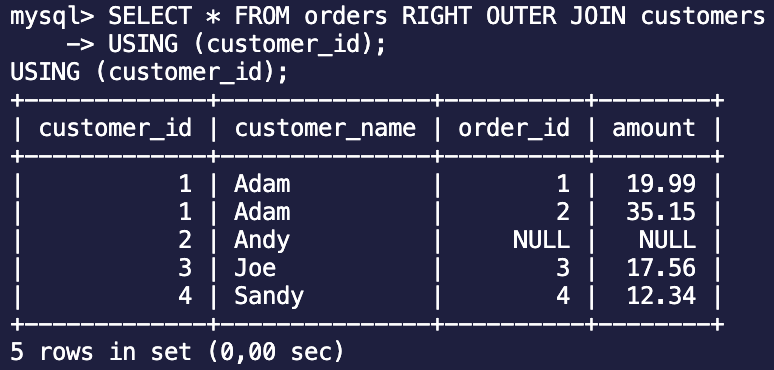 mysql> SELECT * FROM orders RIGHT OUTER JOIN customers
    -> USING (customer_id);
USING (customer_id);
+-------------+---------------+----------+--------+
| customer_id | customer_name | order_id | amount |
+-------------+---------------+----------+--------+
|           1 | Adam          |        1 |  19.99 |
|           1 | Adam          |        2 |  35.15 |
|           2 | Andy          |     NULL |   NULL |
|           3 | Joe           |        3 |  17.56 |
|           4 | Sandy         |        4 |  12.34 |
+-------------+---------------+----------+--------+
5 rows in set (0,00 sec)